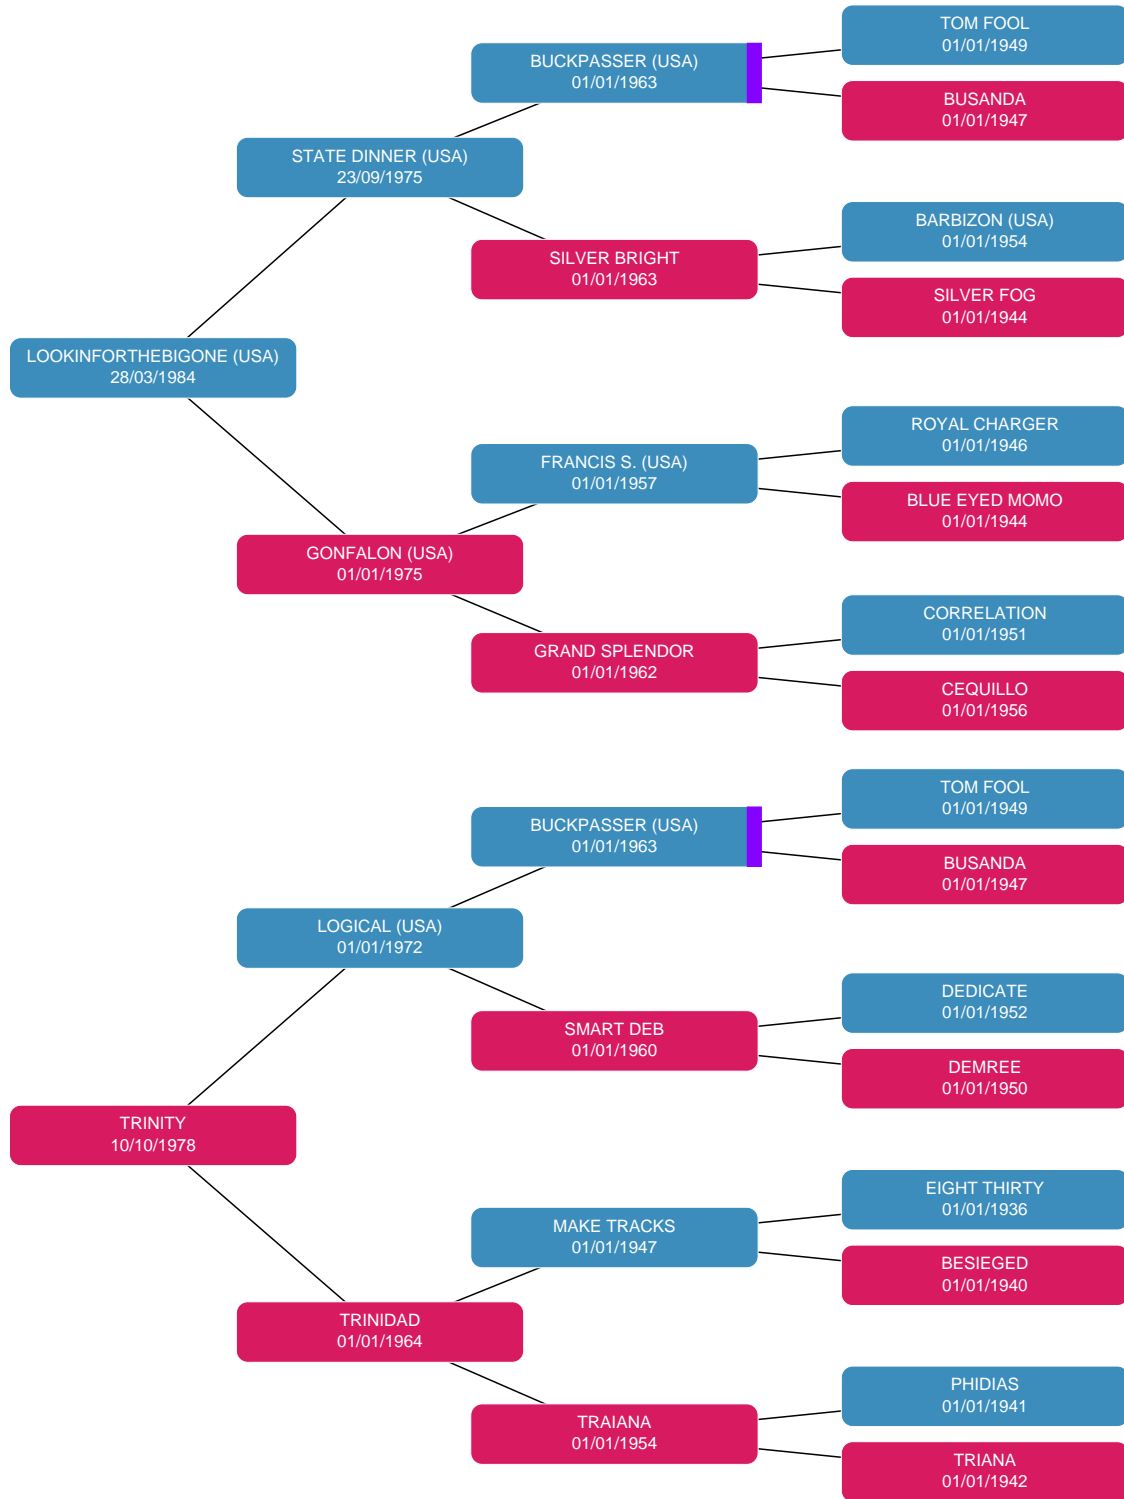 TOM FOOL
01/01/1949
BUCKPASSER (USA)
01/01/1963
BUSANDA
01/01/1947
STATE DINNER (USA)
23/09/1975
BARBIZON (USA)
01/01/1954
SILVER BRIGHT
01/01/1963
SILVER FOG
01/01/1944
LOOKINFORTHEBIGONE (USA)
28/03/1984
ROYAL CHARGER
01/01/1946
FRANCIS S. (USA)
01/01/1957
BLUE EYED MOMO
01/01/1944
GONFALON (USA)
01/01/1975
CORRELATION
01/01/1951
GRAND SPLENDOR
01/01/1962
CEQUILLO
01/01/1956
TOM FOOL
01/01/1949
BUCKPASSER (USA)
01/01/1963
BUSANDA
01/01/1947
LOGICAL (USA)
01/01/1972
DEDICATE
01/01/1952
SMART DEB
01/01/1960
DEMREE
01/01/1950
TRINITY
10/10/1978
EIGHT THIRTY
01/01/1936
MAKE TRACKS
01/01/1947
BESIEGED
01/01/1940
TRINIDAD
01/01/1964
PHIDIAS
01/01/1941
TRAIANA
01/01/1954
TRIANA
01/01/1942